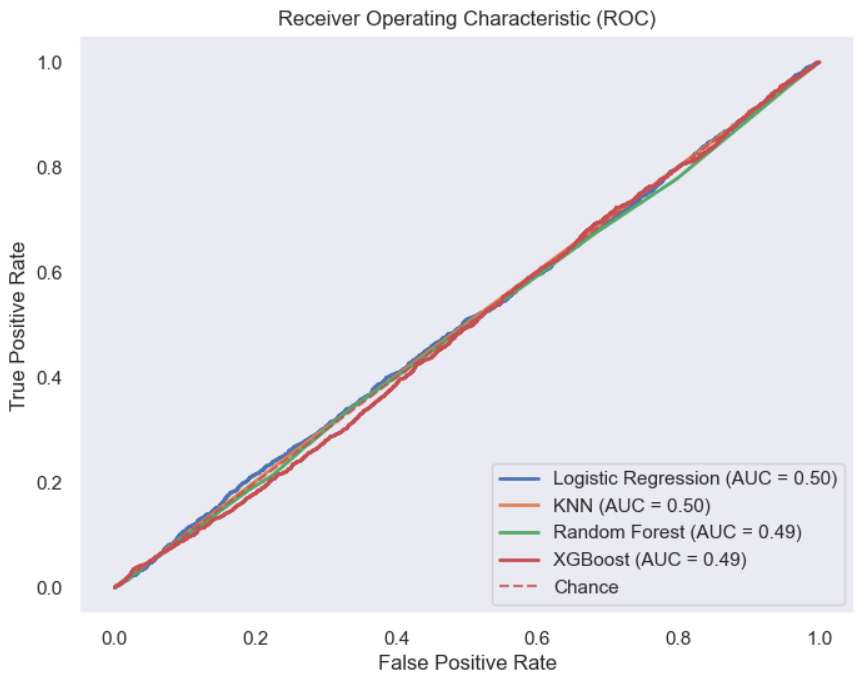 Receiver Operating Characteristic (ROC)
True Positive Rate
1.0
0.8
0.6
0.4
0.2
0.0
Logistic Regression (AUC = 0.50)
KNN (AUC = 0.50)
Random Forest (AUC = 0.49)
XGBoost (AUC = 0.49)
Chance
0.0 0.2 0.4 0.6 0.8 1.0
False Positive Rate